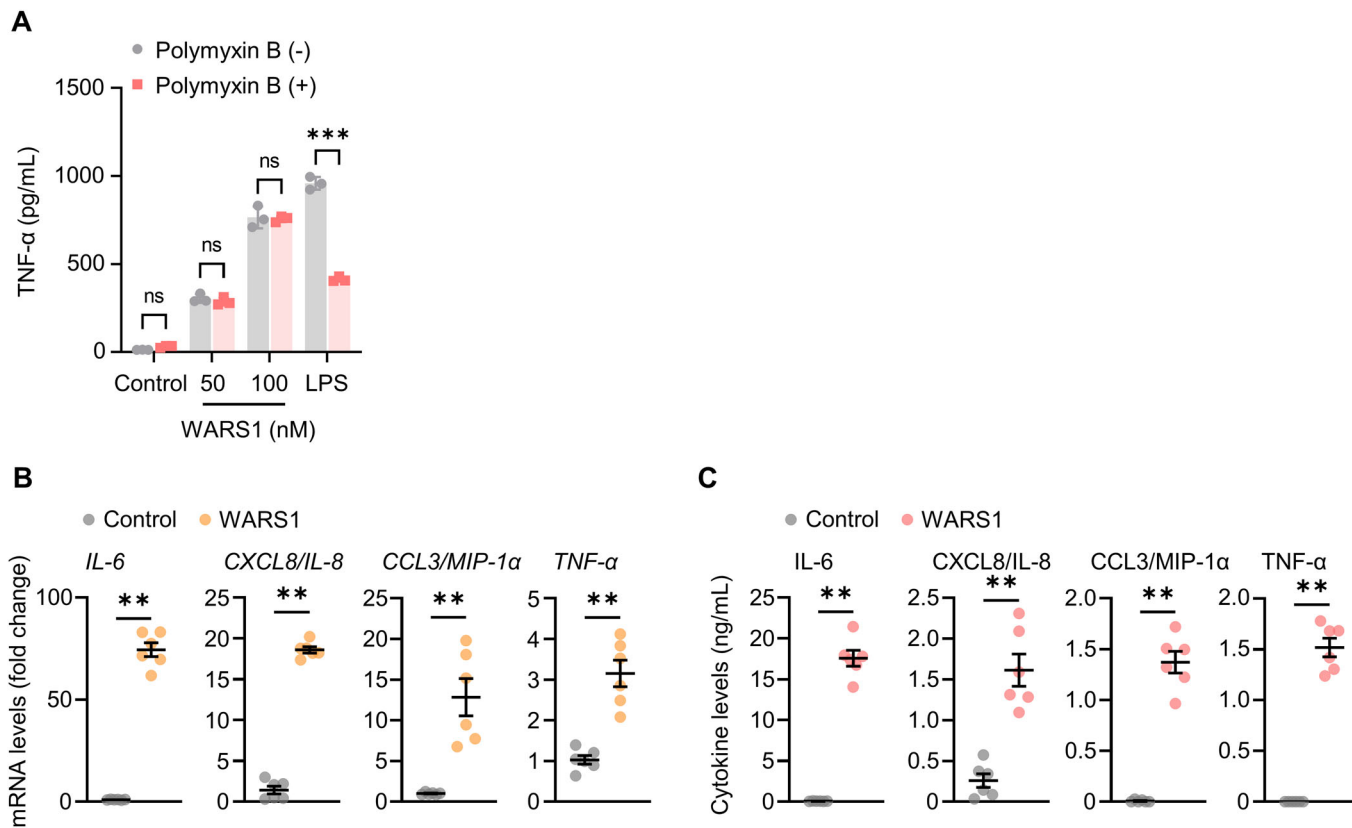 A
Polymyxin B (-)
Polymyxin B (+)
TNF-α (pg/mL)
1500
1000
500
0
ns
ns
ns
***
Control
50
100
LPS
WARS1 (nM)
B
Control
WARS1
mRNA levels (fold change)
IL-6
100
50
0
**
CXCL8/IL-8
25
20
15
10
5
0
**
CCL3/MIP-1α
25
20
15
10
5
0
**
TNF-α
5
4
3
2
1
0
**
C
Control
WARS1
Cytokine levels (ng/mL)
IL-6
25
20
15
10
5
0
**
CXCL8/IL-8
2.5
2.0
1.5
1.0
0.5
0.0
**
CCL3/MIP-1α
2.0
1.5
1.0
0.5
0
**
TNF-α
2.0
1.5
1.0
0.5
0
**